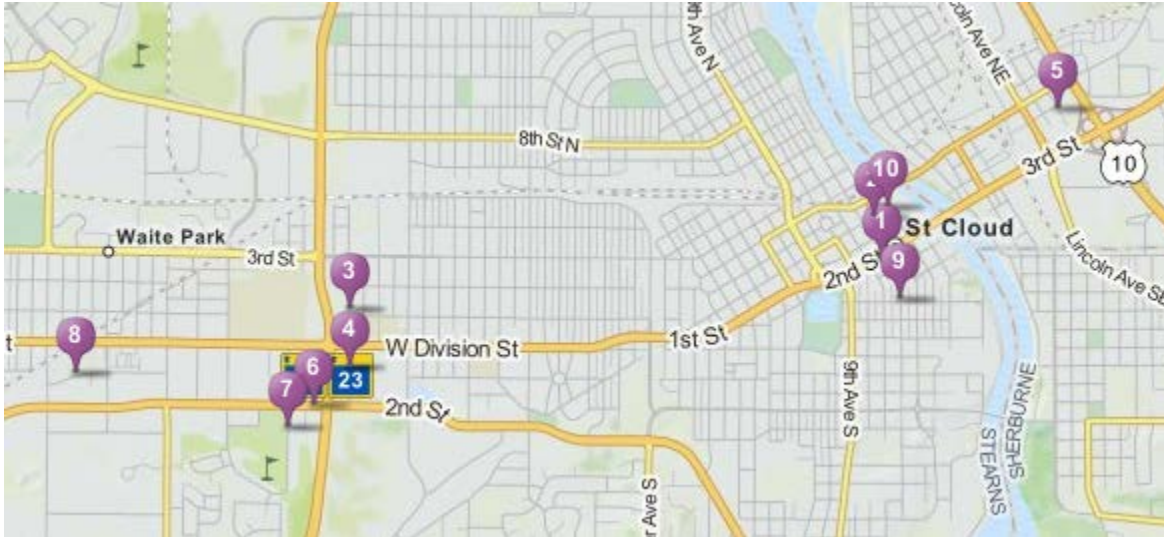 Lincoln Ave NE
9th Ave N
5
8th St N
3rd St
10
10
Waite Park
1
St Cloud
3rd St
3
2nd St
9
Lincoln Ave SE
8
4
W Division St
1st St
6
23
7
2nd St
9th Ave S
SHERBURNE
STEARNS
Ave S